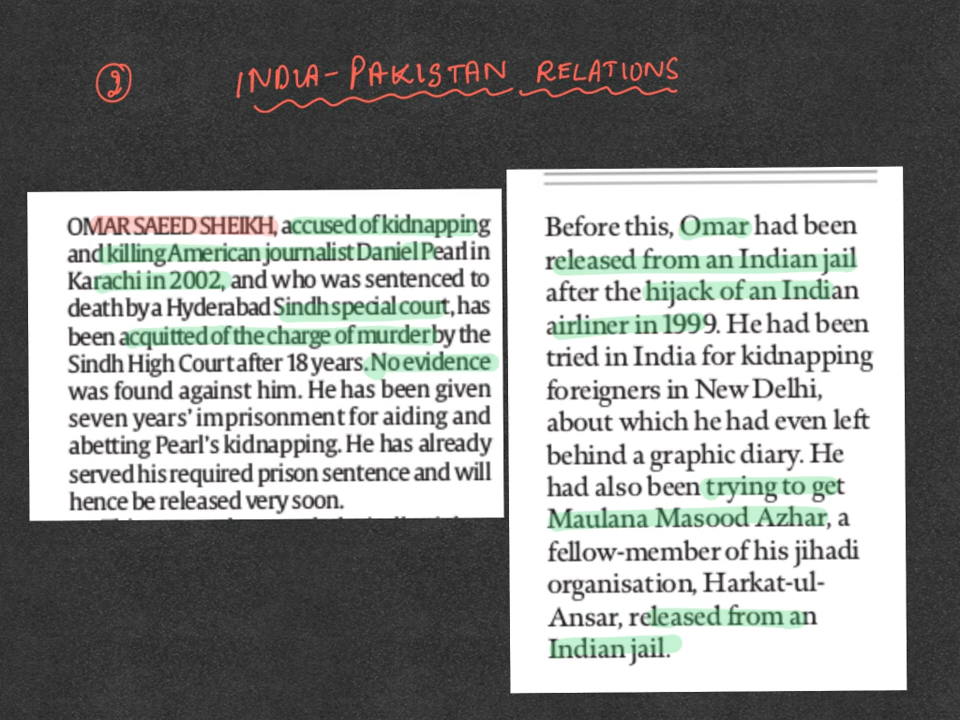 2
INDIA-PAKISTAN RELATIONS
OMAR SAEED SHEIKH, accused of kidnapping
and killing American journalist Daniel Pearl in
Karachi in 2002, and who was sentenced to
death by a Hyderabad Sindh special court, has
been acquitted of the charge of murder by the
Sindh High Court after 18 years. No evidence
was found against him. He has been given
seven years' imprisonment for aiding and
abetting Pearl's kidnapping. He has already
served his required prison sentence and will
hence be released very soon.
Before this, Omar had been
released from an Indian jail
after the hijack of an Indian
airliner in 1999. He had been
tried in India for kidnapping
foreigners in New Delhi,
about which he had even left
behind a graphic diary. He
had also been trying to get
Maulana Masood Azhar, a
fellow-member of his jihadi
organisation, Harkat-ul-
Ansar, released from an
Indian jail.